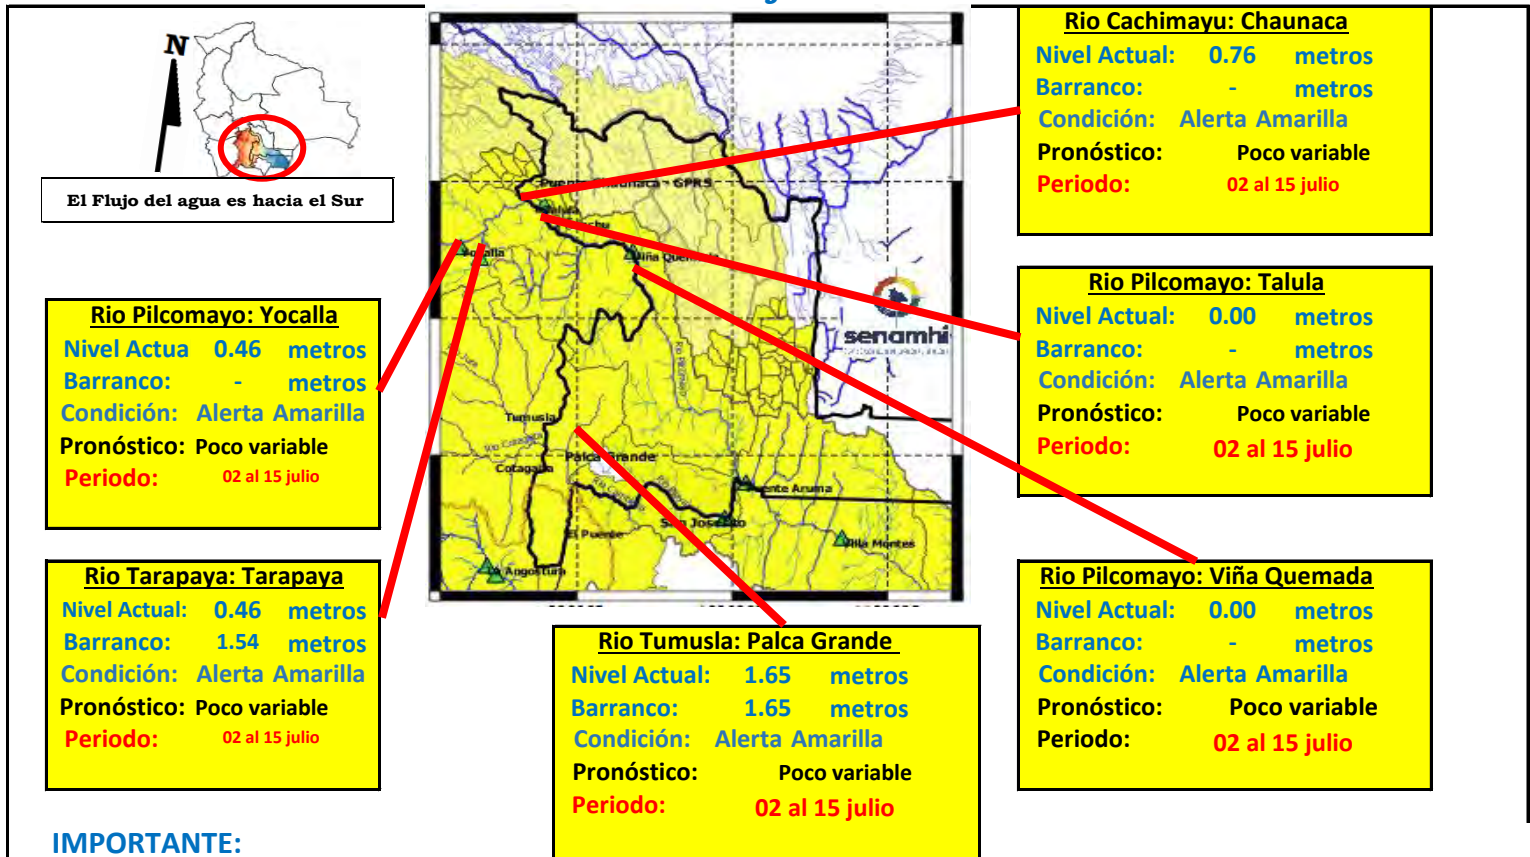 N
El Flujo del agua es hacia el Sur
Rio Cachimayu: Chaunaca
Nivel Actual: 0.76 metros
Barranco: - metros
Condición: Alerta Amarilla
Pronóstico: Poco variable
Periodo: 02 al 15 julio
Rio Pilcomayo: Talula
Nivel Actual: 0.00 metros
Barranco: - metros
Condición: Alerta Amarilla
Pronóstico: Poco variable
Periodo: 02 al 15 julio
Rio Pilcomayo: Yocalla
Nivel Actua 0.46 metros
Barranco: - metros
Condición: Alerta Amarilla
Pronóstico: Poco variable
Periodo: 02 al 15 julio
Rio Tarapaya: Tarapaya
Nivel Actual: 0.46 metros
Barranco: 1.54 metros
Condición: Alerta Amarilla
Pronóstico: Poco variable
Periodo: 02 al 15 julio
Rio Tumusla: Palca Grande
Nivel Actual: 1.65 metros
Barranco: 1.65 metros
Condición: Alerta Amarilla
Pronóstico: Poco variable
Periodo: 02 al 15 julio
Rio Pilcomayo: Viña Quemada
Nivel Actual: 0.00 metros
Barranco: - metros
Condición: Alerta Amarilla
Pronóstico: Poco variable
Periodo: 02 al 15 julio
Puente Chaunaca - GPRS
Talula
Viña Quemada
Yocalla
senamhi
Tumusla
Palca Grande
Cotagaita
San Josecito
El Puente
Villa Montes
Angostura
IMPORTANTE: